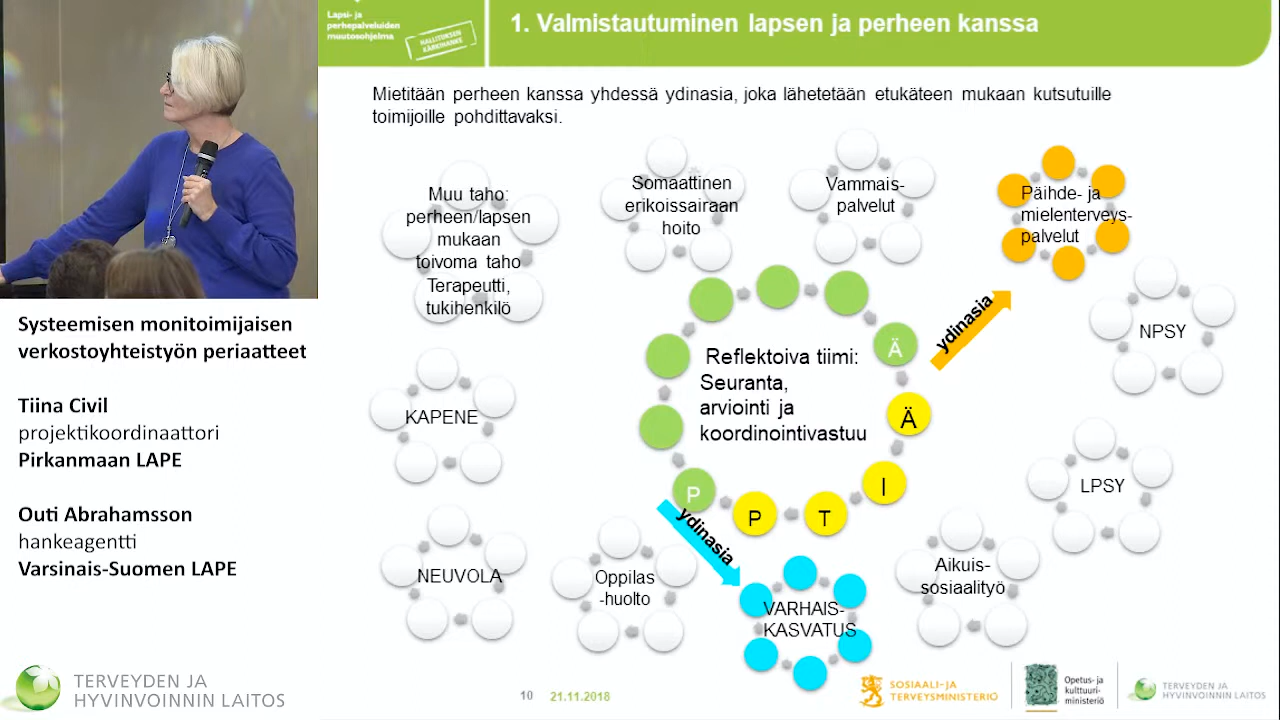 Lapsi- ja
perhepalveluiden
muutosohjelma
HALLITUKSEN
KÄRKIHANKE
1. Valmistautuminen lapsen ja perheen kanssa
Mietitään perheen kanssa yhdessä ydinasia, joka lähetetään etukäteen mukaan kutsutuille
toimijoille pohdittavaksi.
Muu taho:
perheen/lapsen
mukaan
toivoma taho
Terapeutti,
tukihenkilö
Somaattinen
erikoissairaan
hoito
Vammais-
palvelut
Päihde- ja
mielenterveys-
palvelut
ydinasia
NPSY
Reflektoiva tiimi:
Seuranta,
arviointi ja
koordinointivastuu
Ä
Ä
I
T
P
P
KAPENE
LPSY
ydinasia
NEUVOLA
Oppilas
-huolto
VARHAIS-
KASVATUS
Aikuis-
sosiaalityö
Systeemisen monitoimijaisen
verkostoyhteistyön periaatteet
Tiina Civil
projektikoordinaattori
Pirkanmaan LAPE
Outi Abrahamsson
hankeagentti
Varsinais-Suomen LAPE
TERVEYDEN JA
HYVINVOINNIN LAITOS
10 21.11.2018
SOSIAALI- JA
TERVEYSMINISTERIÖ
Opetus- ja
kulttuuri-
ministeriö
TERVEYDEN JA
HYVINVOINNIN LAITOS